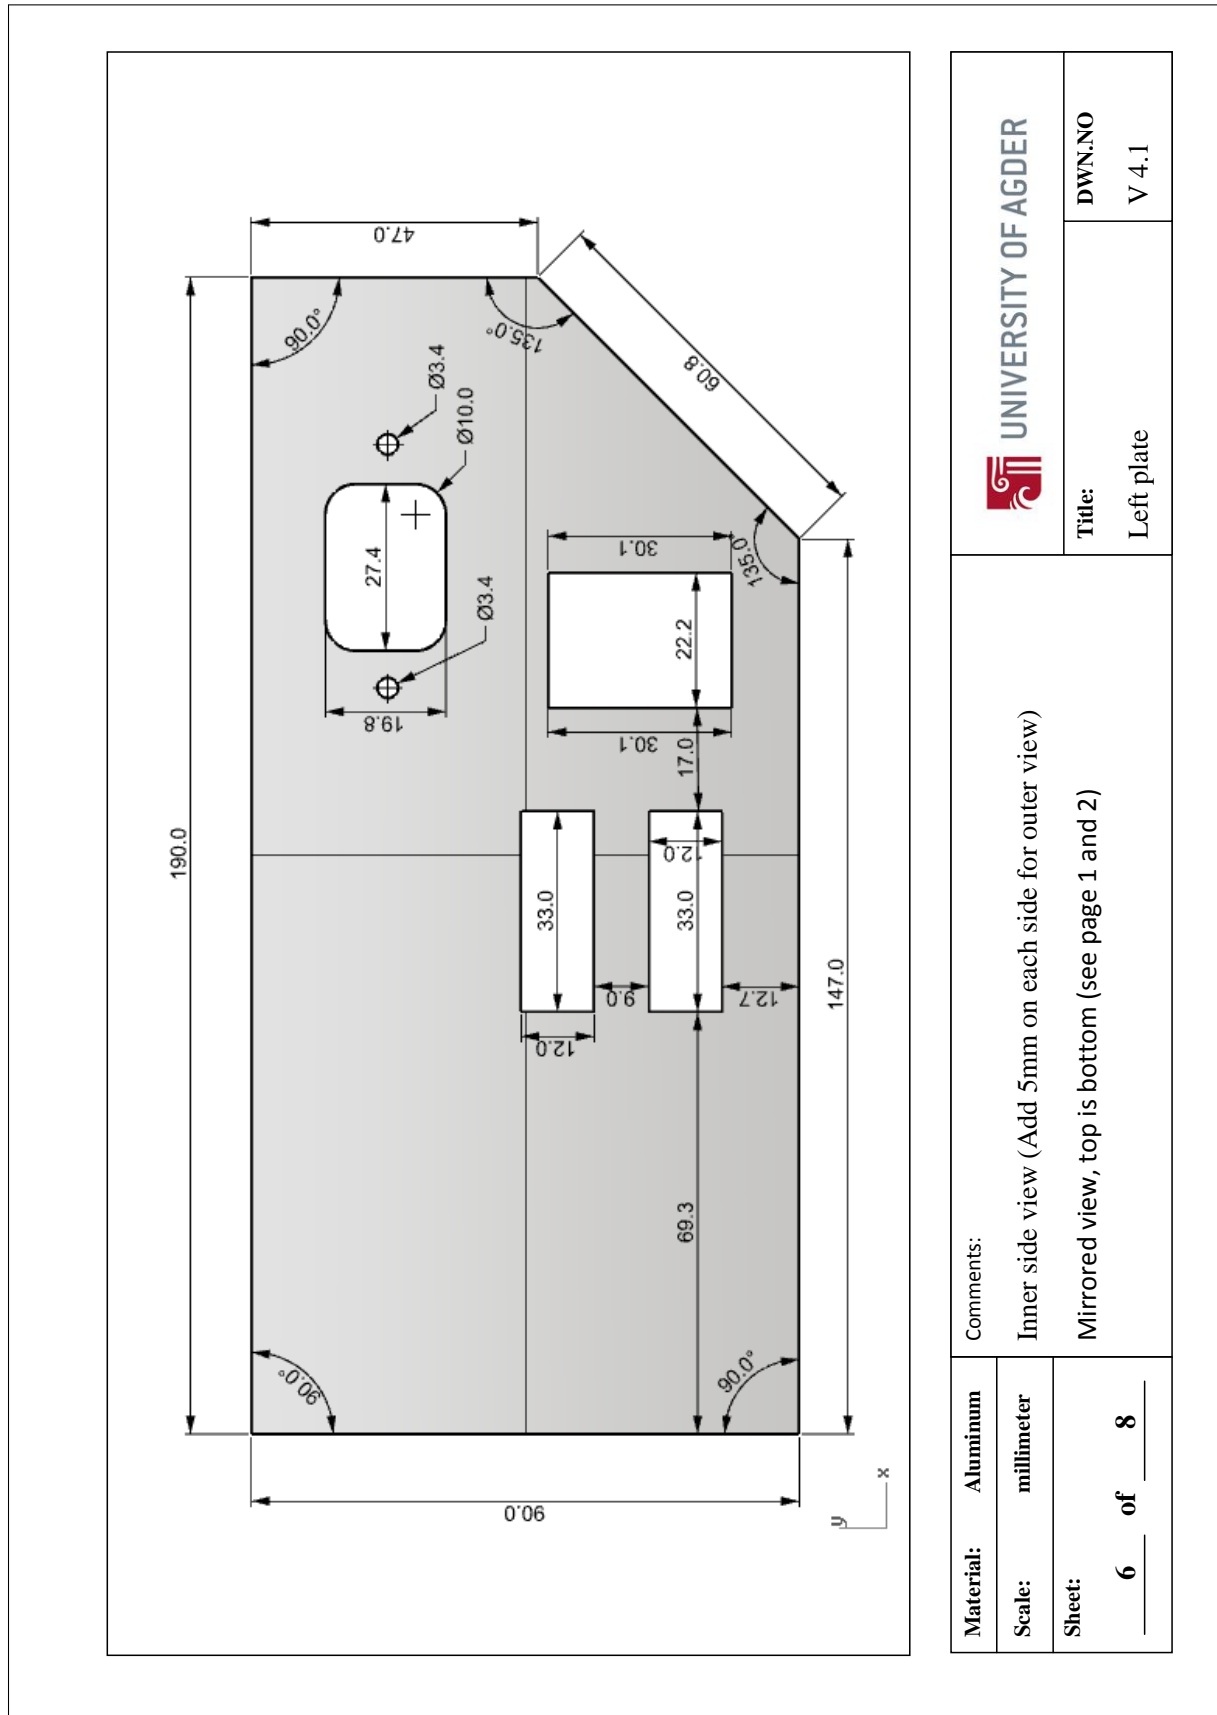 190.0
47.0
90.0°
135.0°
Ø3.4
Ø10.0
60.8
27.4
Ø3.4
19.8
30.1
22.2
30.1
135.0°
17.0
33.0
12.0
33.0
9.0
12.7
12.0
147.0
69.3
90.0°
90.0°
90.0
y
x
Material: Aluminum
Scale: millimeter
Sheet:
6 of 8
Comments:
Inner side view (Add 5mm on each side for outer view)
Mirrored view, top is bottom (see page 1 and 2)
UNIVERSITY OF AGDER
Title:
Left plate
DWN.NO
V 4.1